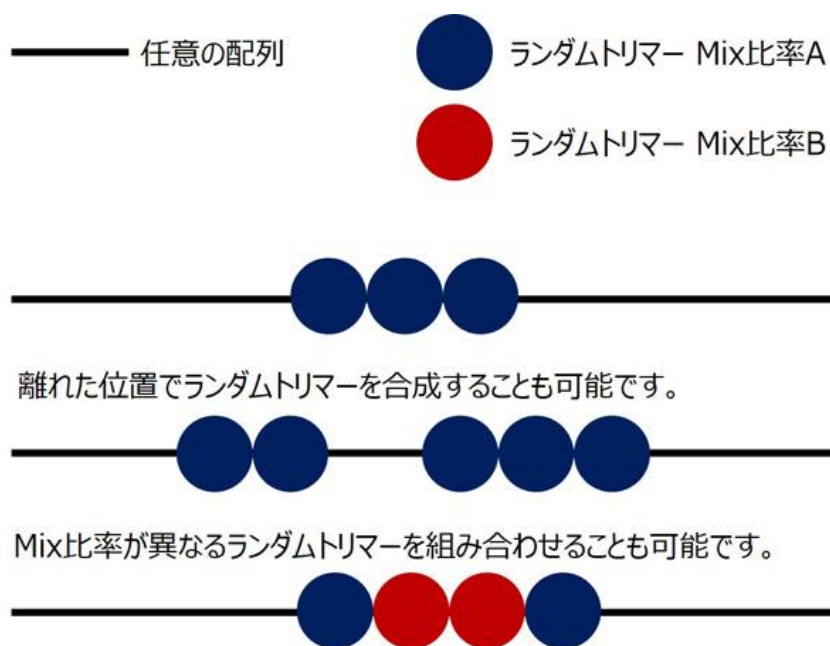 任意の配列
ランダムトリマー Mix比率A
ランダムトリマー Mix比率B
離れた位置でランダムトリマーを合成することも可能です。
Mix比率が異なるランダムトリマーを組み合わせることも可能です。